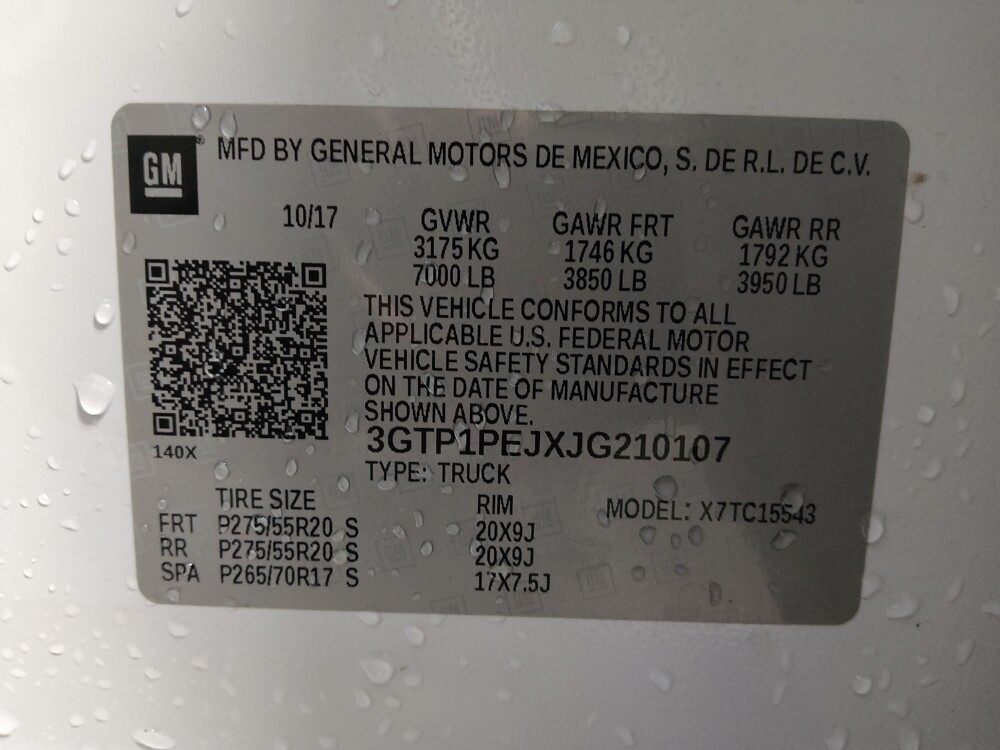 GM MFD BY GENERAL MOTORS DE MEXICO, S. DE R.L. DE C.V.
10/17 GVWR GAWR FRT GAWR RR
3175 KG 1746 KG 1792 KG
7000 LB 3850 LB 3950 LB
THIS VEHICLE CONFORMS TO ALL
APPLICABLE U.S. FEDERAL MOTOR
VEHICLE SAFETY STANDARDS IN EFFECT
ON THE DATE OF MANUFACTURE
SHOWN ABOVE.
3GTP1PEJXJG210107
140X
TYPE: TRUCK
TIRE SIZE RIM MODEL: X7TC15543
FRT P275/55R20 S 20X9J
RR P275/55R20 S 20X9J
SPA P265/70R17 S 17X7.5J